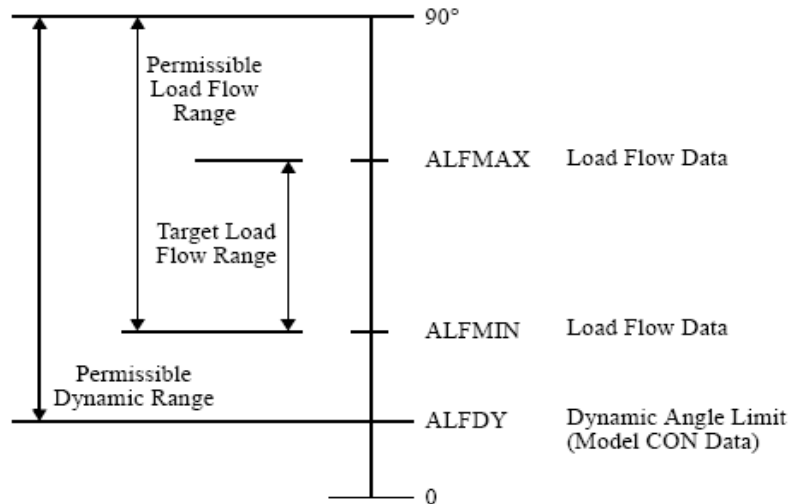 90°
Permissible
Load Flow
Range
ALFMAX Load Flow Data
Target Load
Flow Range
ALFMIN Load Flow Data
Permissible
Dynamic Range
ALFDY Dynamic Angle Limit
(Model CON Data)
0